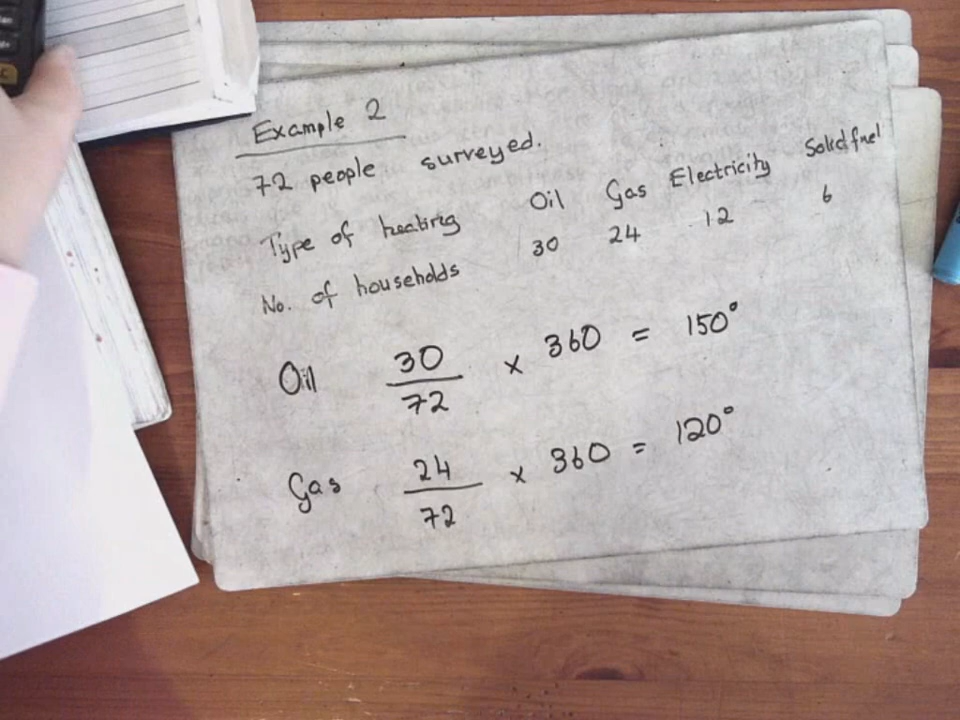 Example 2
72 people surveyed.
Type of heating Oil Gas Electricity Solid fuel
No. of households 30 24 12 6
Oil 30/72 × 360 = 150°
Gas 24/72 × 360 = 120°